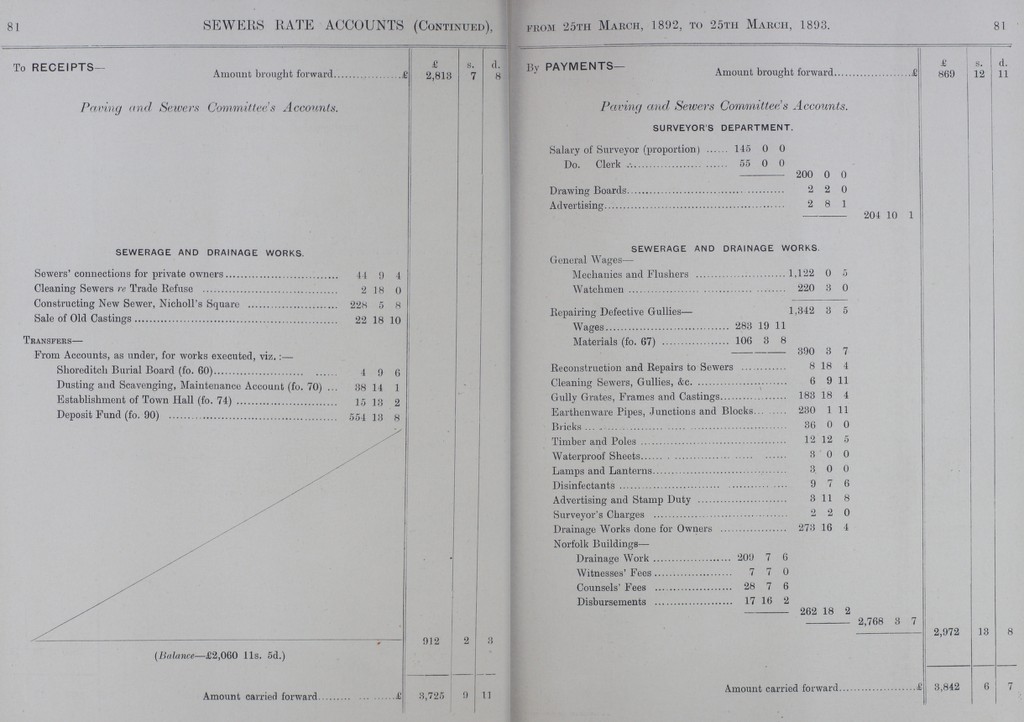 81 SEWERS RATE ACCOUNTS (Continued),
To RECEIPTS— £ s. d.
Amount brought forward.................£ 2,813 7 8
Paving and Sewers Committee's Accounts.
SEWERAGE AND DRAINAGE WORKS.
Sewers' connections for private owners............................ 44 9 4
Cleaning Sewers re Trade Refuse ............................ 2 18 0
Constructing New Sewer, Nicholl's Square ...................... 228 5 8
Sale of Old Castings.................................................. 22 18 10
Transfers—
From Accounts, as under, for works executed, viz. :—
Shoreditch Burial Board (fo. 60)............................ 4 9 6
Dusting and Scavenging, Maintenance Account (fo. 70) ... 38 14 1
Establishment of Town Hall (fo. 74) ......................... 15 13 2
Deposit Fund (fo. 90) .......................................... 554 13 8
912 2 3
(Balance—£2,060 11s. 5d.)
Amount carried forward.................£ 3,725 9 11
from 25th March, 1892, to 25th March, 1893. 81
By PAYMENTS— £ s. d.
Amount brought forward.....................£ 869 12 11
Paving and Sewers Committee's Accounts.
SURVEYOR'S DEPARTMENT.
Salary of Surveyor (proportion) ...... 145 0 0
Do. Clerk ......................... 55 0 0
200 0 0
Drawing Boards....................................... 2 2 0
Advertising............................................. 2 8 1
204 10 1
SEWERAGE AND DRAINAGE WORKS.
General Wages—
Mechanics and Flushers ......................1,122 0 5
Watchmen .................................. 220 3 0
Repairing Defective Gullies— 1,342 3 5
Wages............................... 283 19 11
Materials (fo. 67) ................. 106 3 8
390 3 7
Reconstruction and Repairs to Sewers ............ 8 18 4
Cleaning Sewers, Gullies, &c. ....................... 6 9 11
Gully Grates, Frames and Castings................. 183 18 4
Earthenware Pipes, Junctions and Blocks......... 230 1 11
Bricks ................................................... 36 0 0
Timber and Poles ..................................... 12 12 5
Waterproof Sheets..................................... 3 0 0
Lamps and Lanterns................................... 3 0 0
Disinfectants ........................................... 9 7 6
Advertising and Stamp Duty ....................... 3 11 8
Surveyor's Charges .................................. 2 2 0
Drainage Works done for Owners ................. 273 16 4
Norfolk Buildings—
Drainage Work ..................... 209 7 6
Witnesses' Fees ..................... 7 7 0
Counsels' Fees ..................... 28 7 6
Disbursements ..................... 17 16 2
262 18 2
2,768 3 7
2,972 13 8
Amount carried forward.....................£ 3,842 6 7